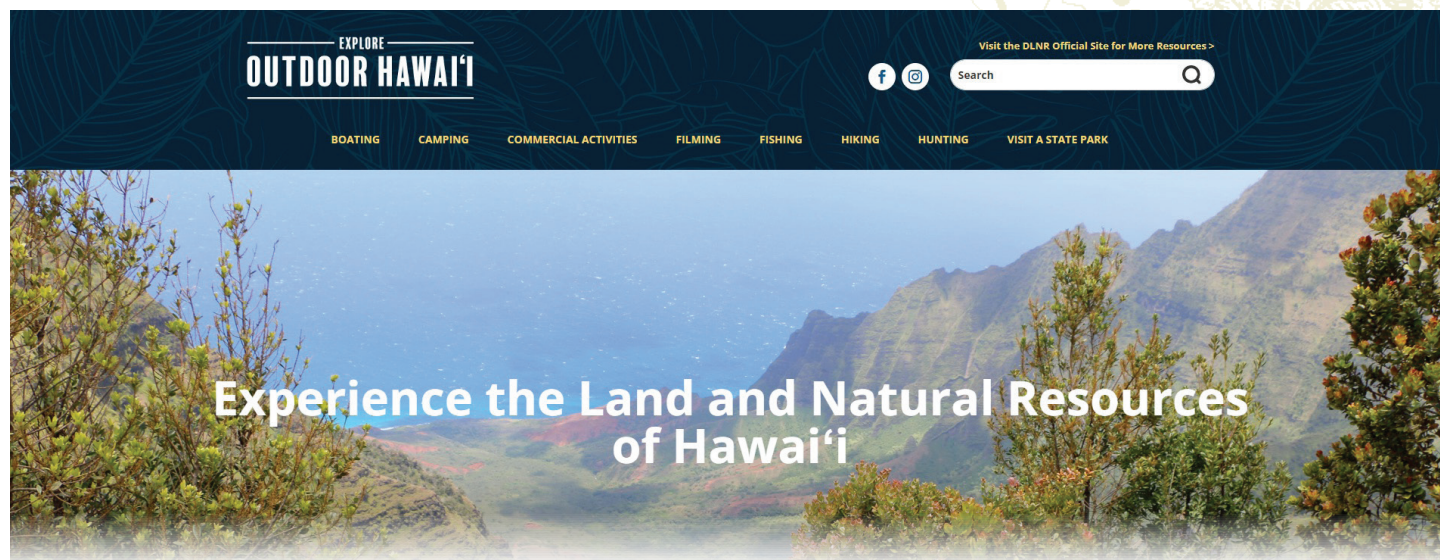 EXPLORE
OUTDOOR HAWAIʻI
Visit the DLNR Official Site for More Resources >
Search
BOATING CAMPING COMMERCIAL ACTIVITIES FILMING FISHING HIKING HUNTING VISIT A STATE PARK
Experience the Land and Natural Resources
of Hawaiʻi